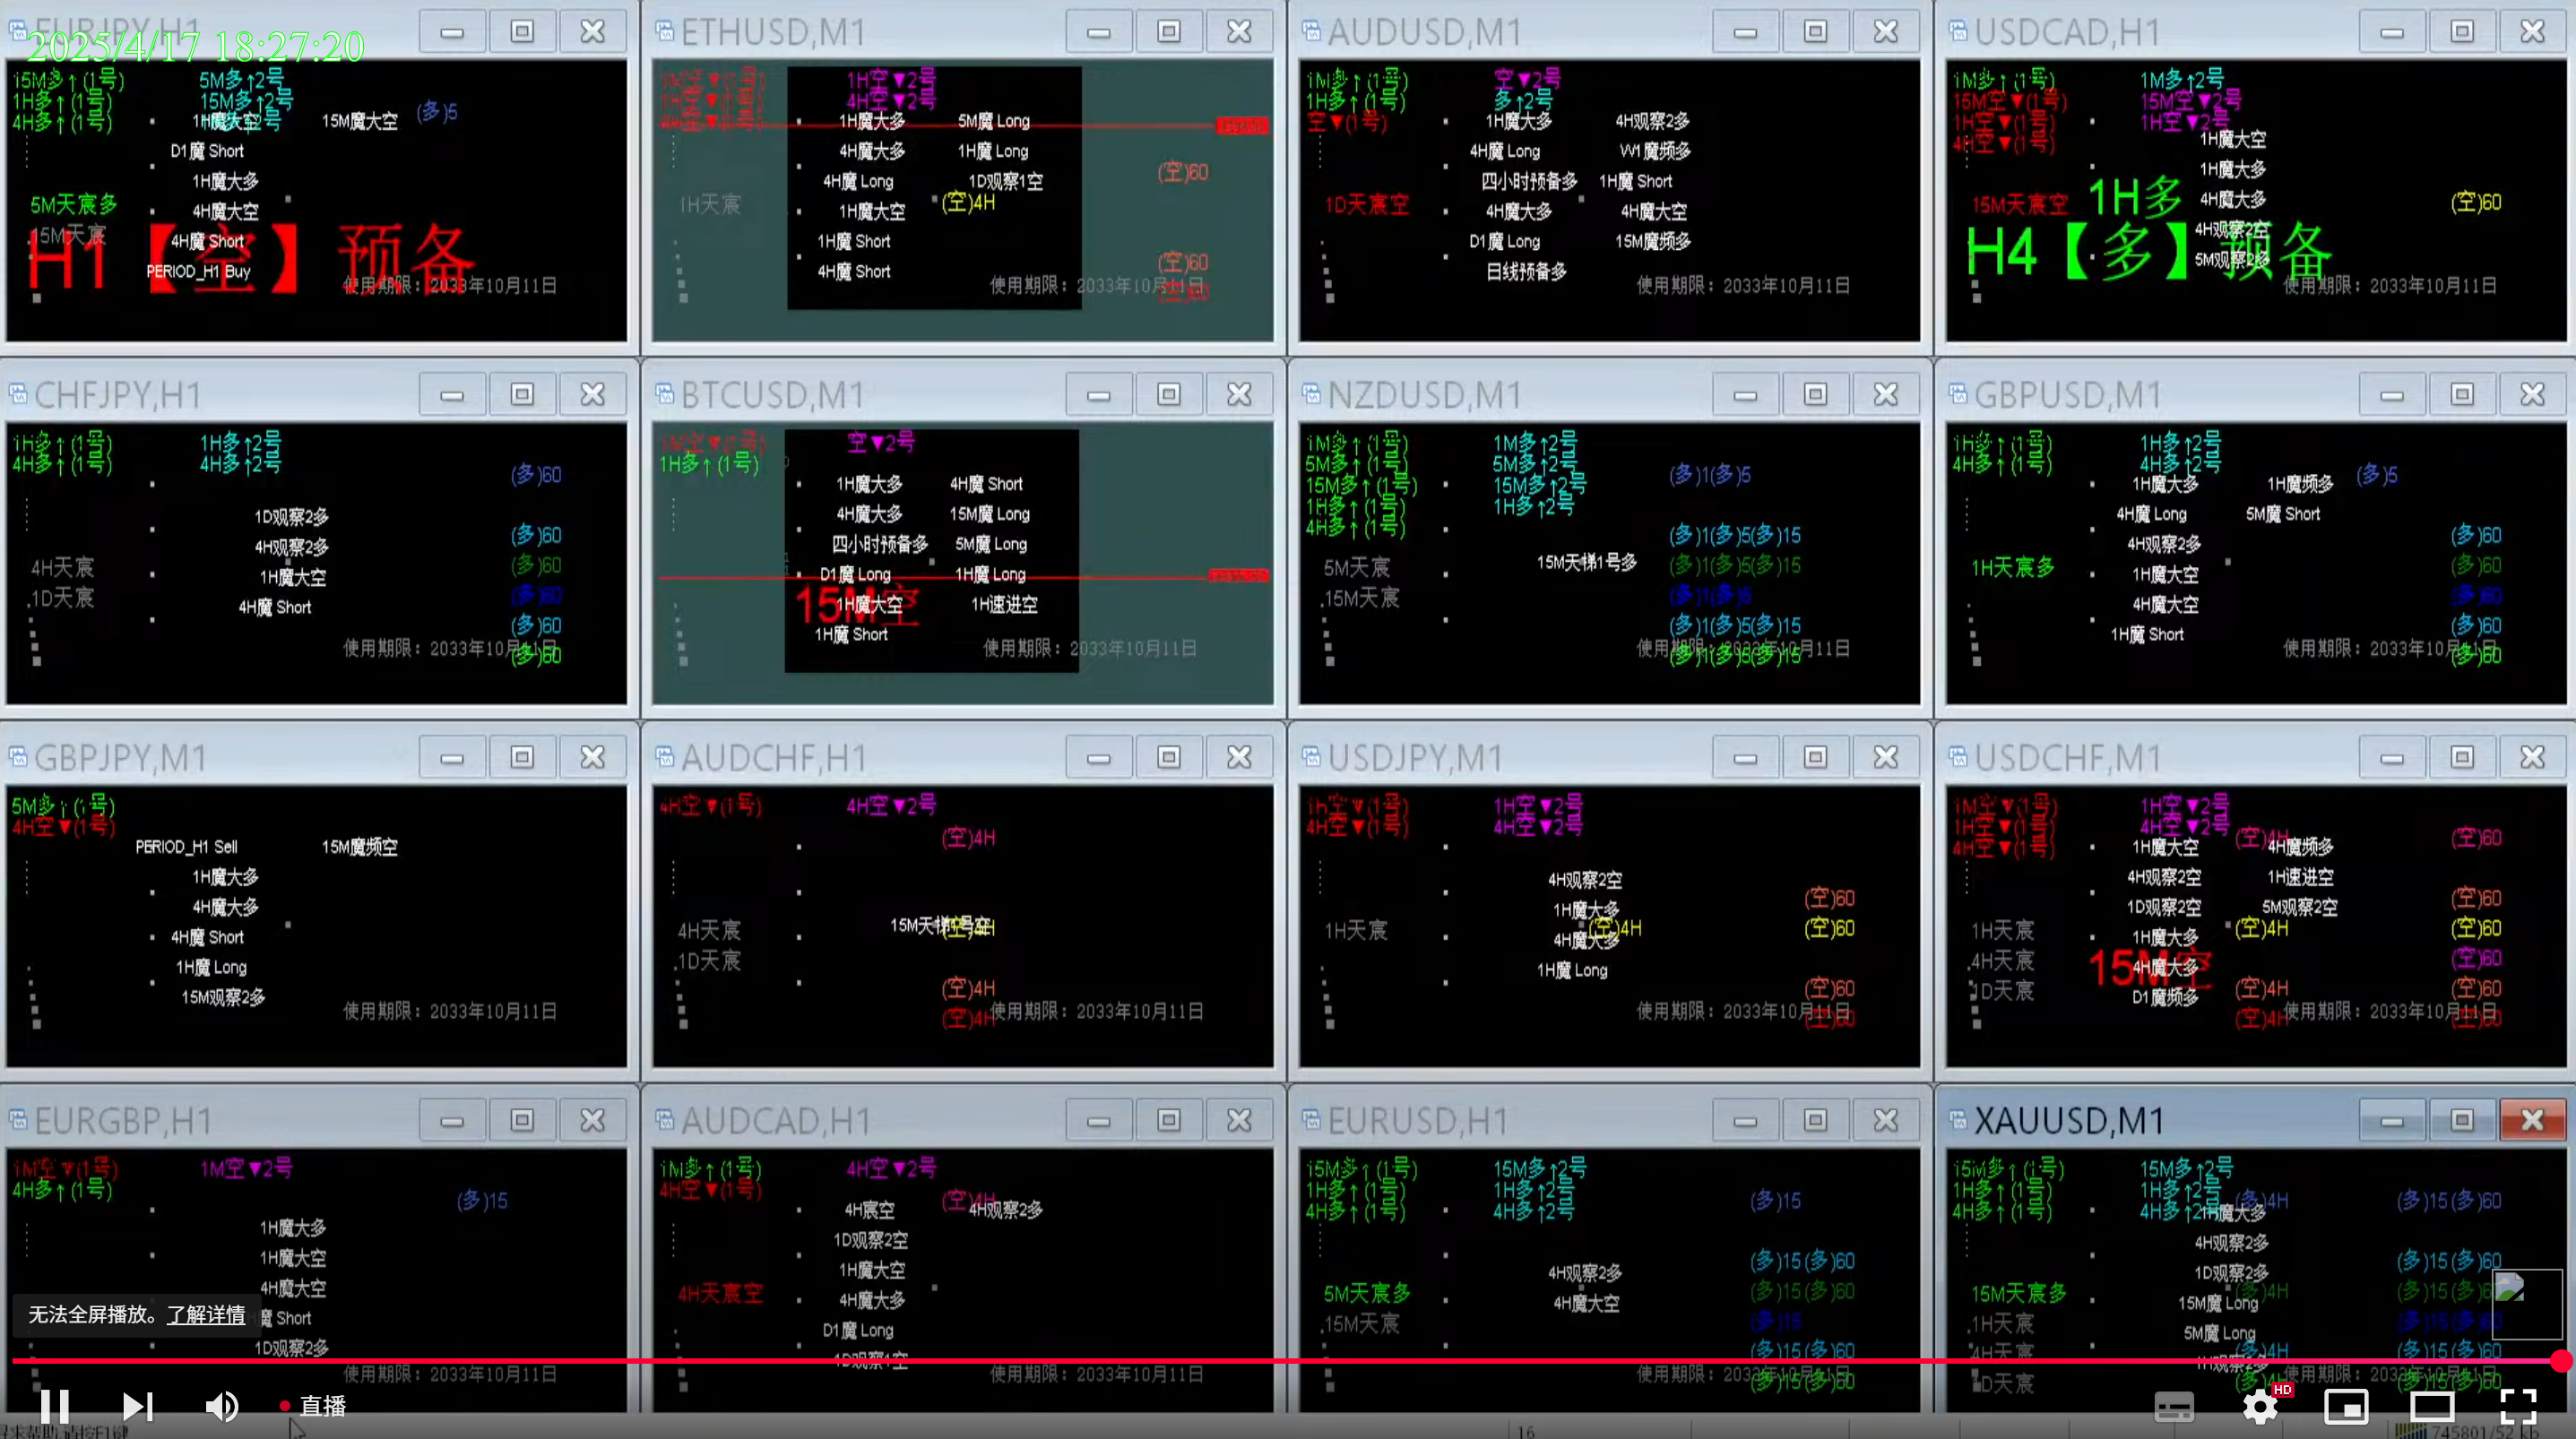 EURJPY,H1
2025/4/17 18:27:20
15M多↑(1号)
1H多↑(1号)
4H多↑(1号)
5M多↑2号
15M多↑2号
1H魔大空
15M魔大空
(多)5
D1魔 Short
1H魔大多
5M天宸多
4H魔大空
15M天宸
4H魔 Short
H1【空】预备
PERIOD_H1 Buy
使用期限：2033年10月11日
ETHUSD,M1
1H空▼2号
4H空▼2号
1H魔大多
5M魔 Long
4H魔大多
1H魔 Long
(空)60
4H魔 Long
1D观察1空
1H天宸
(空)4H
1H魔大空
1H魔 Short
4H魔 Short
(空)60
使用期限：2033年10月11日
AUDUSD,M1
1M多↑(1号)
1H多↑(1号)
空▼(1号)
空▼2号
多↑2号
1H魔大多
4H观察2多
4H魔 Long
W1魔频多
四小时预备多
1H魔 Short
1D天宸空
4H魔大多
4H魔大空
D1魔 Long
15M魔频多
日线预备多
使用期限：2033年10月11日
USDCAD,H1
1M多↑(1号)
15M空▼(1号)
1H空▼(1号)
4H空▼(1号)
1M多↑2号
15M空▼2号
1H空▼2号
1H魔大空
1H魔大多
1H多
4H魔大多
(空)60
15M天宸空
4H观察2空
H4【多】预备
5M观察2多
使用期限：2033年10月11日
CHFJPY,H1
1H多↑(1号)
4H多↑(1号)
1H多↑2号
4H多↑2号
(多)60
1D观察2多
(多)60
4H观察2多
4H天宸
(多)60
1H魔大空
1D天宸
(多)60
4H魔 Short
(多)60
使用期限：2033年10月11日
(多)60
BTCUSD,M1
1M空▼(1号)
1H多↑(1号)
空▼2号
1H魔大多
4H魔 Short
4H魔大多
15M魔 Long
四小时预备多
5M魔 Long
D1魔 Long
1H魔 Long
15M空
1H魔大空
1H速进空
1H魔 Short
使用期限：2033年10月11日
NZDUSD,M1
1M多↑(1号)
5M多↑(1号)
15M多↑(1号)
1H多↑(1号)
4H多↑(1号)
1M多↑2号
5M多↑2号
15M多↑2号
1H多↑2号
(多)1(多)5
(多)1(多)5(多)15
15M天梯1号多
5M天宸
(多)1(多)5(多)15
15M天宸
(多)1(多)5
(多)1(多)5(多)15
使用期限：2033年10月11日
(多)1(多)5(多)15
GBPUSD,M1
1H多↑(1号)
4H多↑(1号)
1H多↑2号
4H多↑2号
1H魔大多
1H魔频多
(多)5
4H魔 Long
5M魔 Short
4H观察2多
(多)60
1H天宸多
1H魔大空
(多)60
4H魔大空
(多)60
1H魔 Short
(多)60
使用期限：2033年10月11日
(多)60
GBPJPY,M1
5M多↑(1号)
4H空▼(1号)
PERIOD_H1 Sell
15M魔频空
1H魔大多
4H魔大多
4H魔 Short
1H魔 Long
15M观察2多
使用期限：2033年10月11日
AUDCHF,H1
4H空▼(1号)
4H空▼2号
(空)4H
15M天梯1号空
(空)4H
4H天宸
1D天宸
(空)4H
(空)4H
使用期限：2033年10月11日
USDJPY,M1
1H空▼(1号)
4H空▼(1号)
1H空▼2号
4H空▼2号
4H观察2空
(空)60
1H魔大多
1H天宸
(空)4H
(空)60
4H魔大多
1H魔 Long
(空)60
使用期限：2033年10月11日
(空)60
USDCHF,M1
1M空▼(1号)
1H空▼(1号)
4H空▼(1号)
1H空▼2号
4H空▼2号
(空)4H
(空)60
1H魔大空
4H魔频多
4H观察2空
1H速进空
1D观察2空
5M观察2空
(空)60
1H天宸
1H魔大多
(空)4H
(空)60
4H天宸
15M空
4H魔大多
(空)60
1D天宸
D1魔频多
(空)4H
(空)60
(空)4H
使用期限：2033年10月11日
(空)60
EURGBP,H1
1M空▼(1号)
4H多↑(1号)
1M空▼2号
(多)15
1H魔大多
1H魔大空
4H魔大空
魔 Short
1D观察2多
使用期限：2033年10月11日
AUDCAD,H1
1M多↑(1号)
4H空▼(1号)
4H空▼2号
(空)4H
4H宸空
4H观察2多
1D观察2空
1H魔大空
4H天宸空
4H魔大多
D1魔 Long
1D观察1空
使用期限：2033年10月11日
EURUSD,H1
15M多↑(1号)
1H多↑(1号)
4H多↑(1号)
15M多↑2号
1H多↑2号
4H多↑2号
(多)15
(多)15(多)60
4H观察2多
5M天宸多
(多)15(多)60
4H魔大空
15M天宸
(多)15
(多)15(多)60
使用期限：2033年10月11日
(多)15(多)60
XAUUSD,M1
15M多↑(1号)
1H多↑(1号)
4H多↑(1号)
15M多↑2号
1H多↑2号
4H多↑2号
(多)4H
(多)15(多)60
魔大多
4H观察2多
(多)15(多)60
1D观察2多
15M天宸多
(多)4H
15M魔 Long
1H天宸
5M魔 Long
4H天宸
(多)4H
(多)15(多)60
使用期限：2033年10月11日
1D天宸
无法全屏播放。了解详情
直播
HD
16